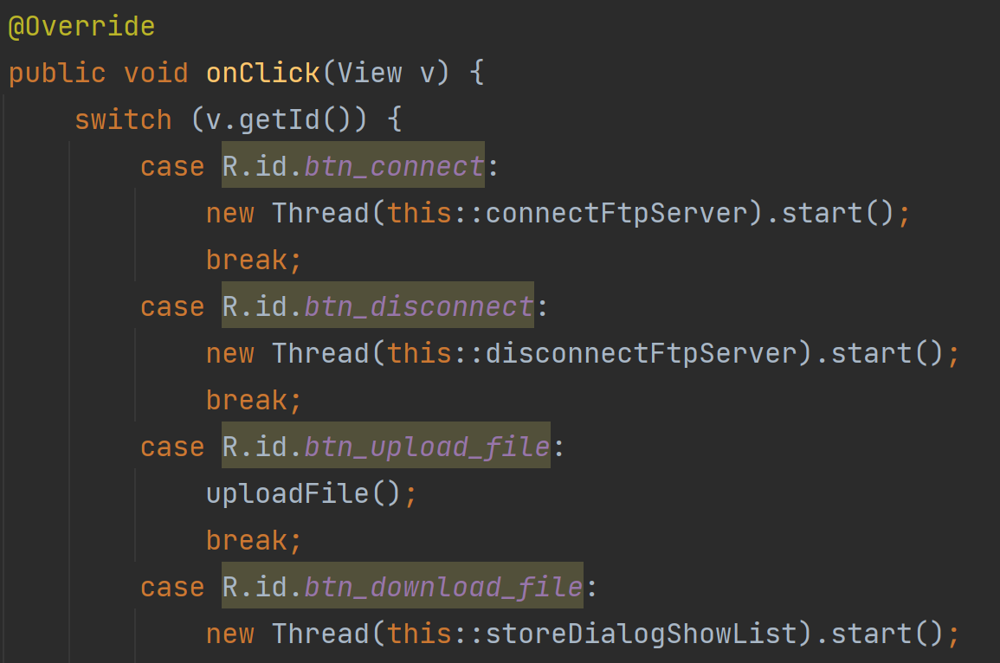 @Override
public void onClick(View v) {
switch (v.getId()) {
case R.id.btn_connect:
new Thread(this::connectFtpServer).start();
break;
case R.id.btn_disconnect:
new Thread(this::disconnectFtpServer).start();
break;
case R.id.btn_upload_file:
uploadFile();
break;
case R.id.btn_download_file:
new Thread(this::storeDialogShowList).start();